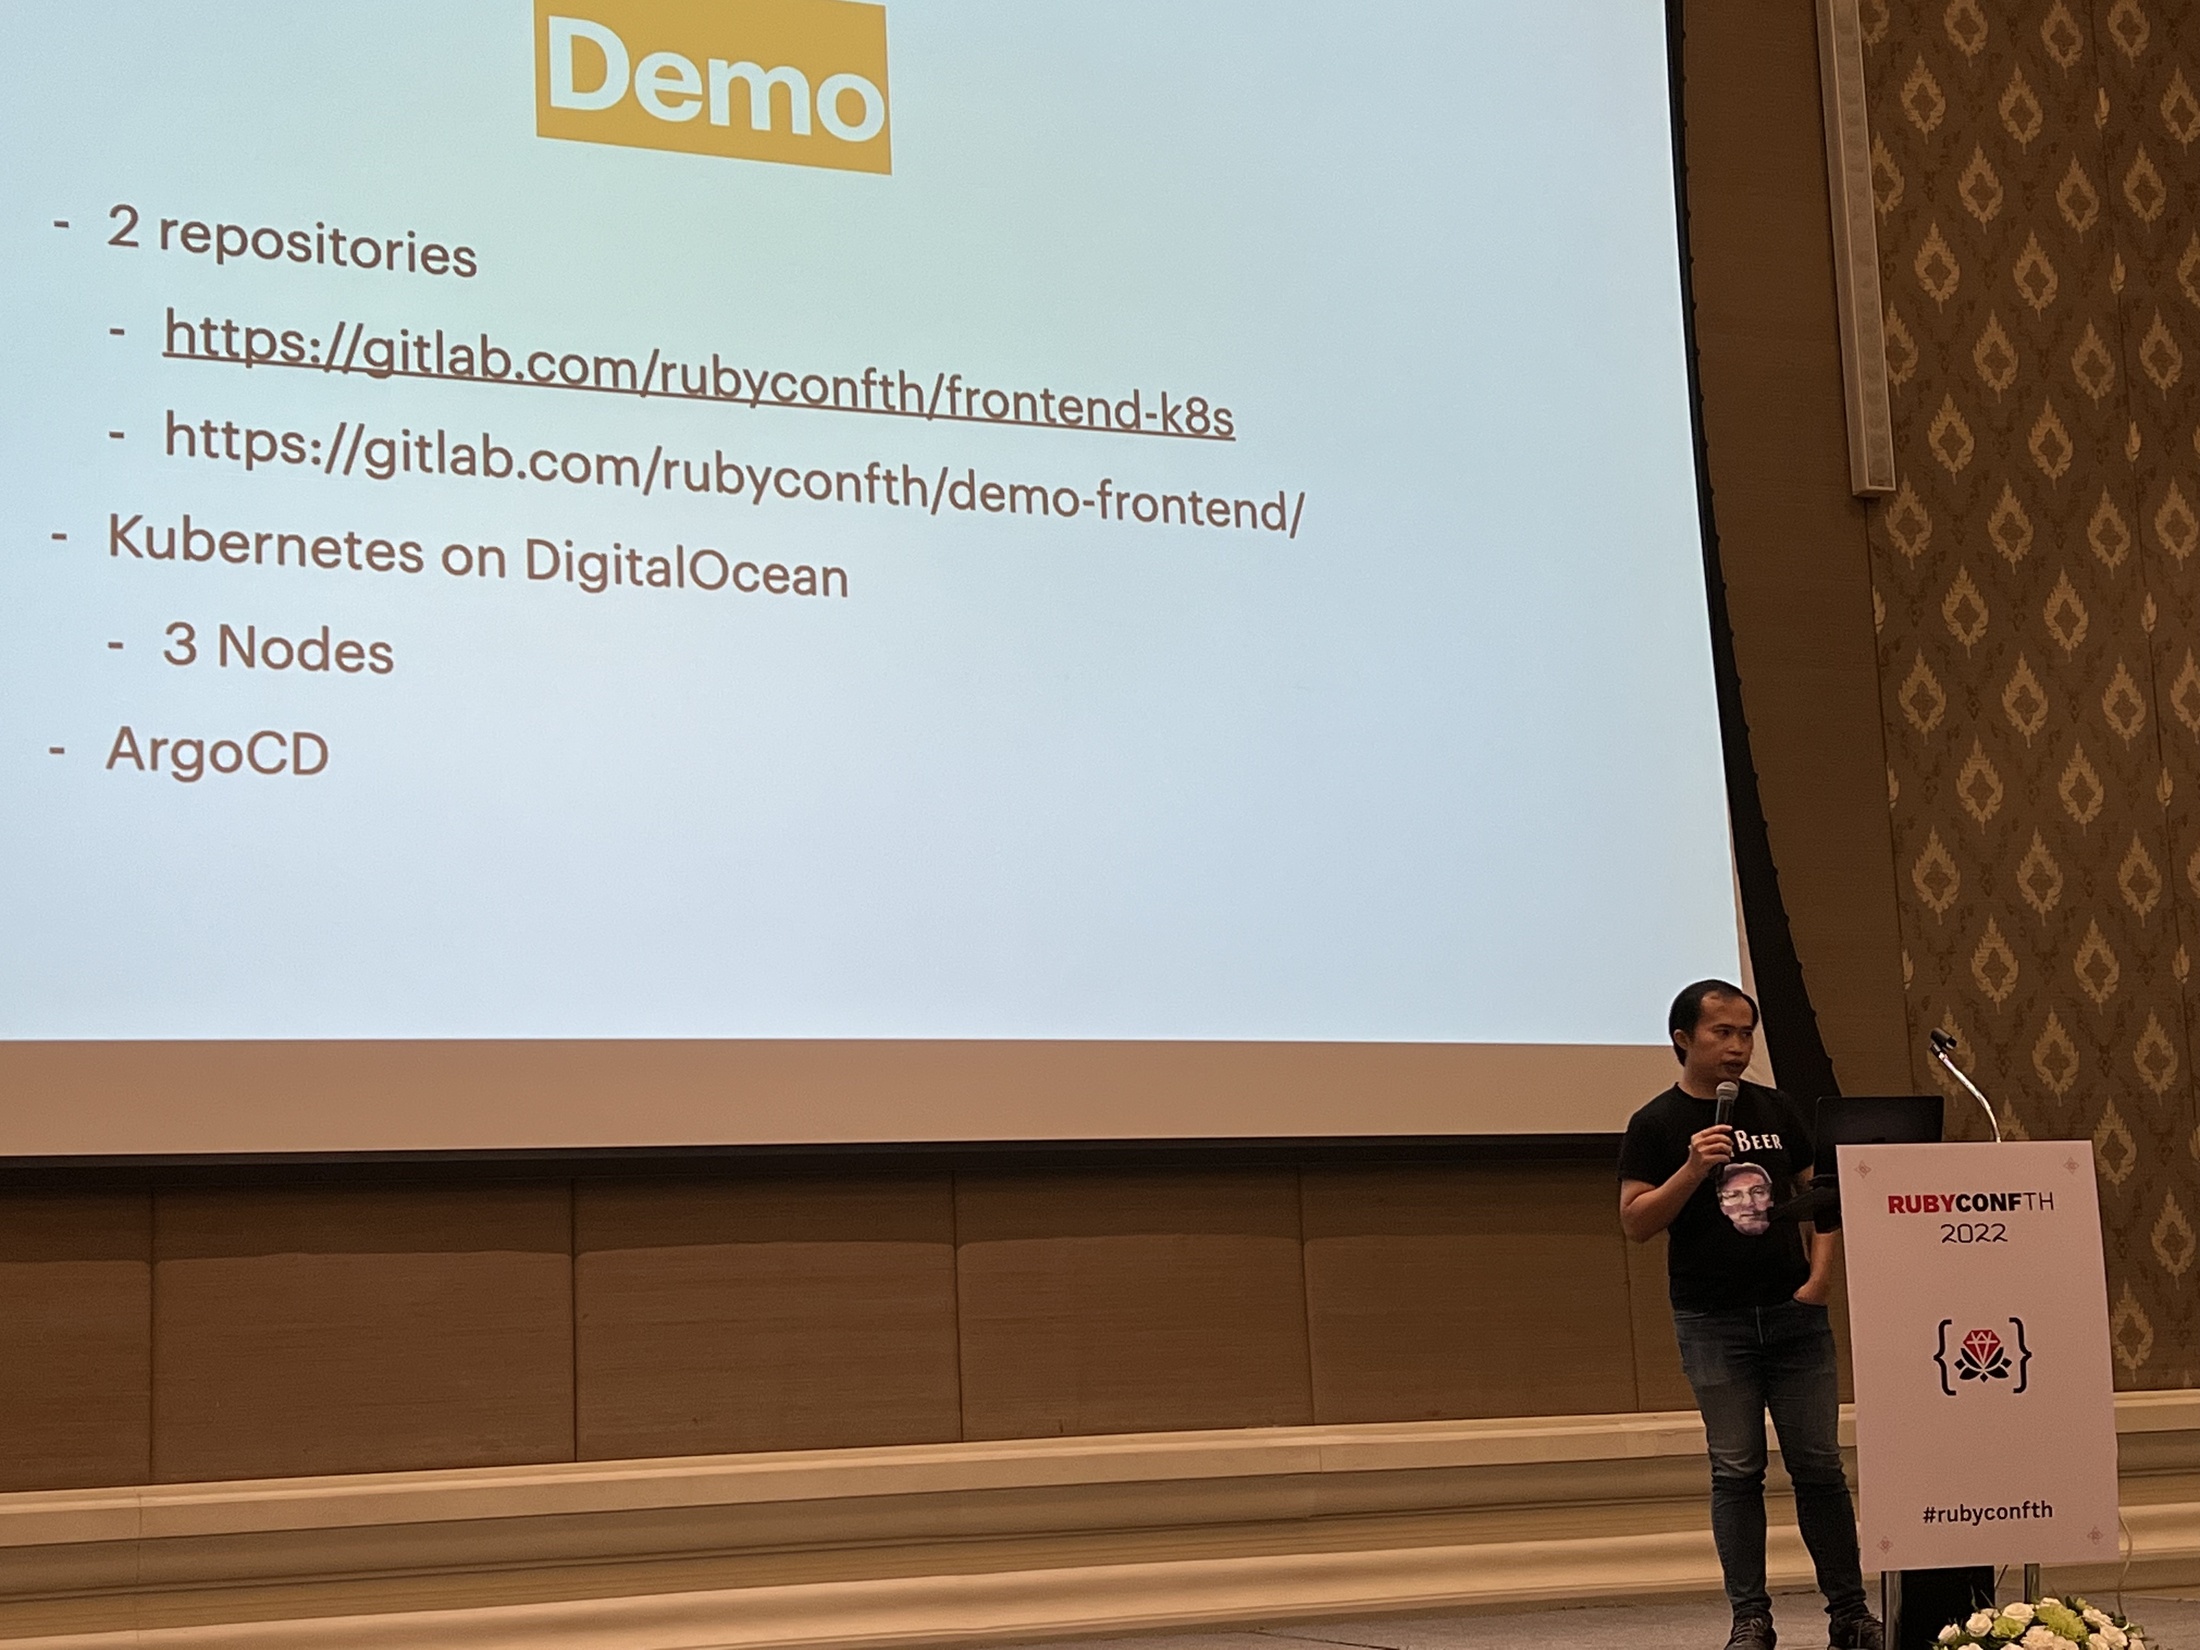 Demo
- 2 repositories
- https://gitlab.com/rubyconfth/frontend-k8s
- https://gitlab.com/rubyconfth/demo-frontend/
- Kubernetes on DigitalOcean
- 3 Nodes
- ArgoCD
BEER
RUBYCONFTH
2022
#rubyconfth